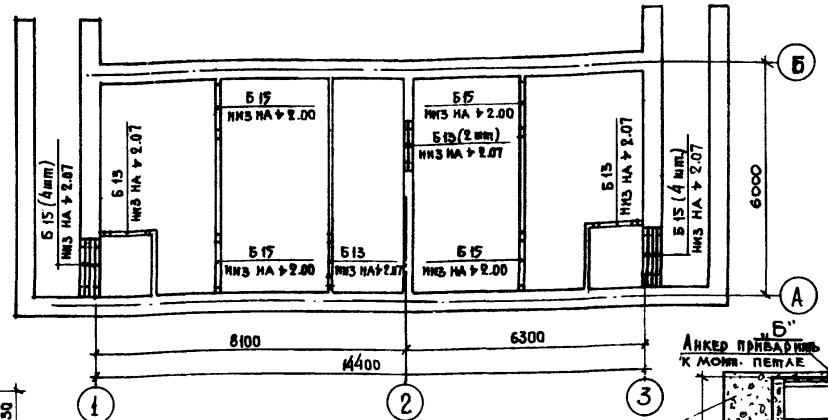 Б
Б 15
НИЗ НА + 2.00
Б 15
НИЗ НА + 2.00
Б 13 (2 шт)
НИЗ НА + 2.07
Б 15 (4 шт)
НИЗ НА + 2.07
Б 13
НИЗ НА + 2.07
Б 13
НИЗ НА + 2.07
Б 15 (4 шт.)
НИЗ НА + 2.07
6000
Б 15
НИЗ НА + 2.00
Б 13
НИЗ НА + 2.07
Б 15
НИЗ НА + 2.00
А
8100
6300
14400
"Б"
АНКЕР ПРИВАРИТЬ
К МОНТ. ПЕТЛЕ
30
1
2
3